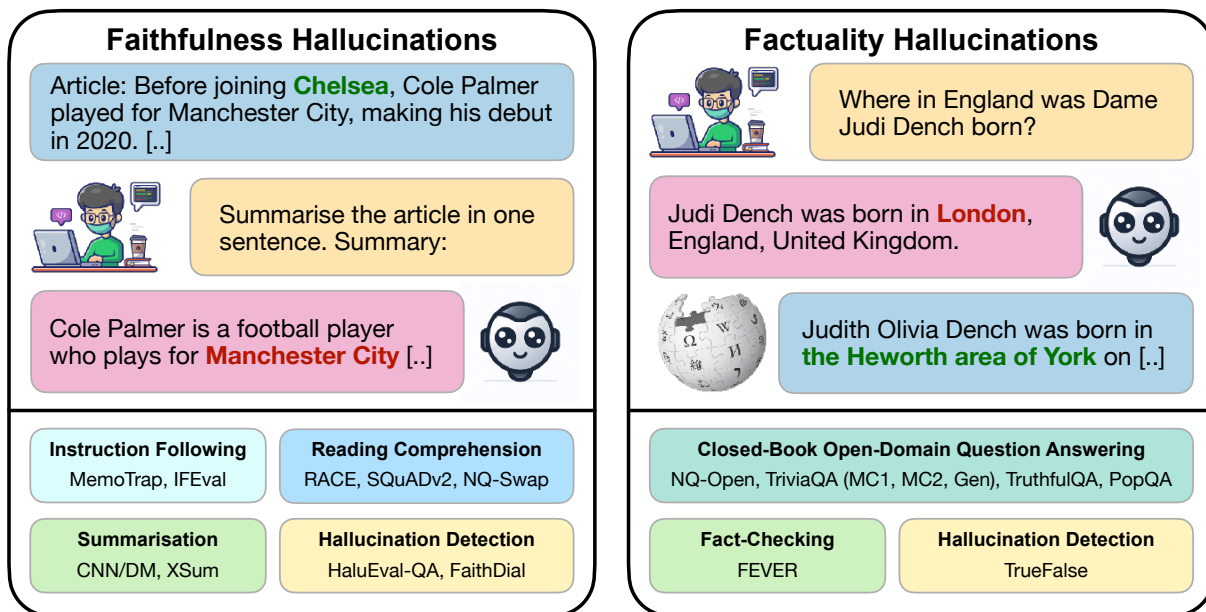 Faithfulness Hallucinations
Article: Before joining Chelsea, Cole Palmer
played for Manchester City, making his debut
in 2020. [..]
Summarise the article in one
sentence. Summary:
Cole Palmer is a football player
who plays for Manchester City [..]
Instruction Following
MemoTrap, IFEval
Reading Comprehension
RACE, SQuADv2, NQ-Swap
Summarisation
CNN/DM, XSum
Hallucination Detection
HaluEval-QA, FaithDial
Factuality Hallucinations
Where in England was Dame
Judi Dench born?
Judi Dench was born in London,
England, United Kingdom.
Judith Olivia Dench was born in
the Heworth area of York on [..]
Closed-Book Open-Domain Question Answering
NQ-Open, TriviaQA (MC1, MC2, Gen), TruthfulQA, PopQA
Fact-Checking
FEVER
Hallucination Detection
TrueFalse